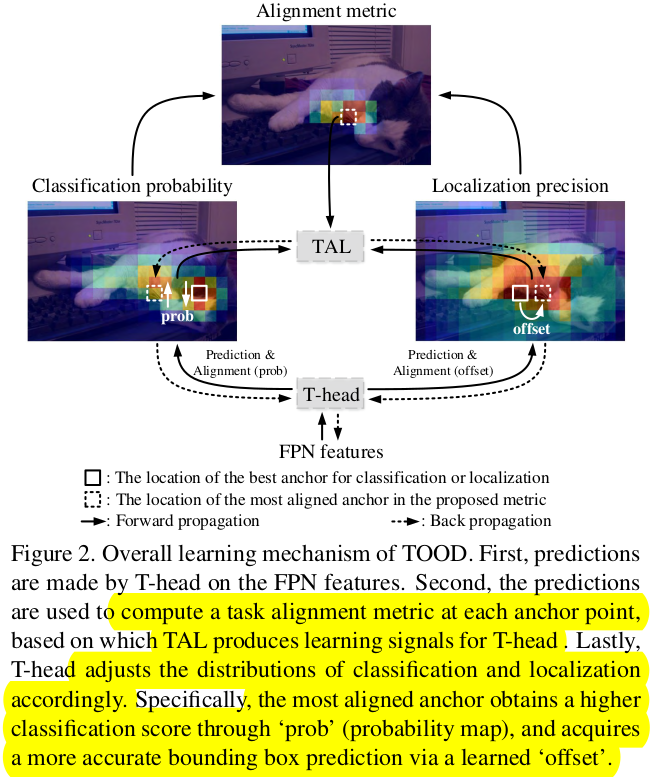 Alignment metric
Classification probability
Localization precision
TAL
prob
offset
Prediction &
Alignment (prob)
Prediction &
Alignment (offset)
T-head
FPN features
: The location of the best anchor for classification or localization
: The location of the most aligned anchor in the proposed metric
: Forward propagation
: Back propagation
Figure 2. Overall learning mechanism of TOOD. First, predictions
are made by T-head on the FPN features. Second, the predictions
are used to compute a task alignment metric at each anchor point,
based on which TAL produces learning signals for T-head . Lastly,
T-head adjusts the distributions of classification and localization
accordingly. Specifically, the most aligned anchor obtains a higher
classification score through ‘prob’ (probability map), and acquires
a more accurate bounding box prediction via a learned ‘offset’.